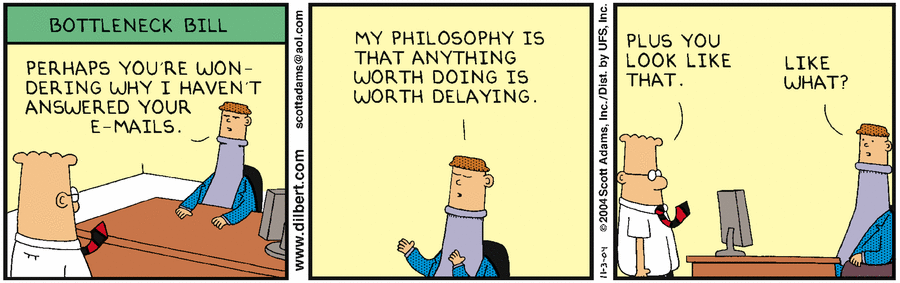 BOTTLENECK BILL
PERHAPS YOU'RE WON-
DERING WHY I HAVEN'T
ANSWERED YOUR
E-MAILS.
www.dilbert.com scottadams@aol.com
MY PHILOSOPHY IS
THAT ANYTHING
WORTH DOING IS
WORTH DELAYING.
11-3-04 ©2004 Scott Adams, Inc./Dist. by UFS, Inc.
PLUS YOU
LOOK LIKE
THAT.
LIKE
WHAT?